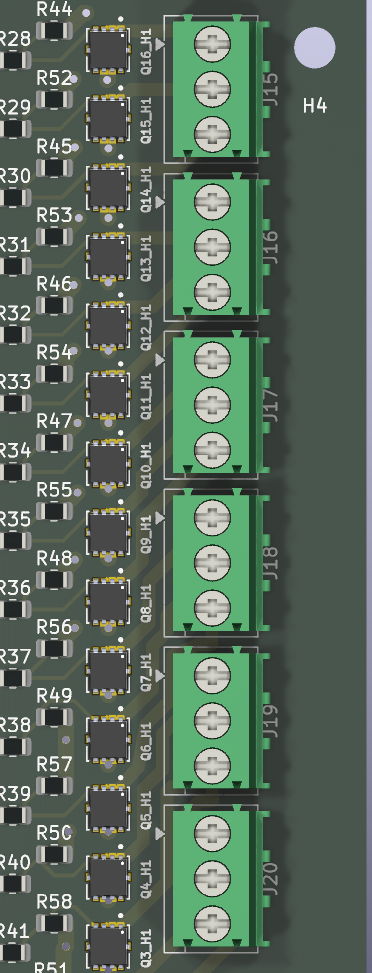 R44
R28
Q16_H1
J15
H4
R52
R29
Q15_H1
R45
R30
Q14_H1
R53
R31
Q13_H1
J16
R46
R32
Q12_H1
R54
R33
Q11_H1
J17
R47
R34
Q10_H1
R55
R35
Q9_H1
J18
R48
R36
Q8_H1
R56
R37
Q7_H1
R49
R38
Q6_H1
J19
R57
R39
Q5_H1
R50
R40
Q4_H1
J20
R58
R41
Q3_H1
R51